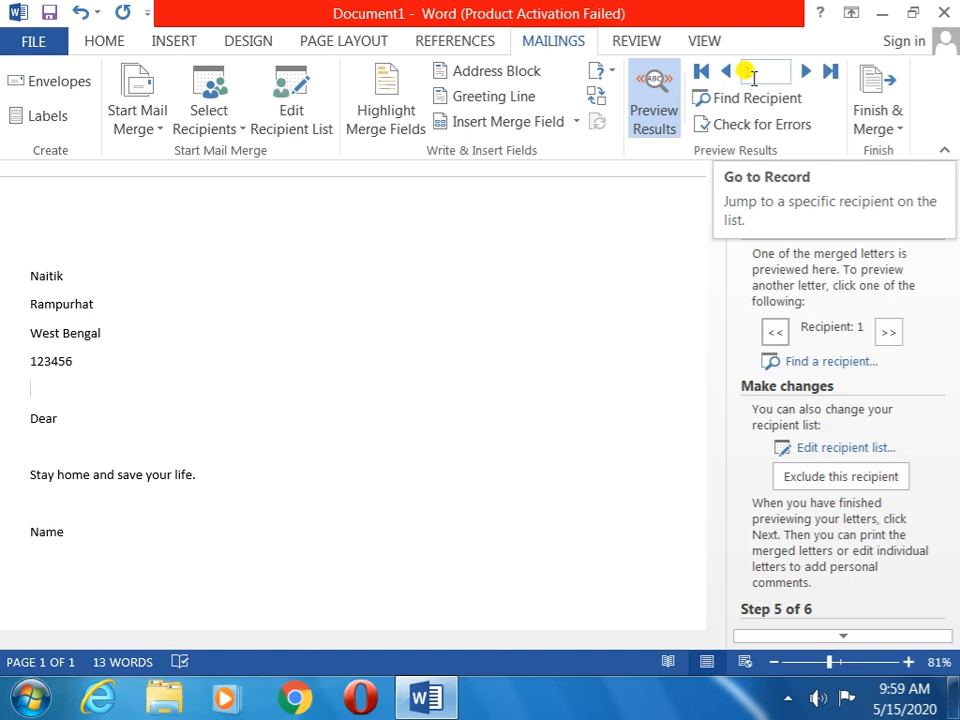 Document1 - Word (Product Activation Failed)
FILE HOME INSERT DESIGN PAGE LAYOUT REFERENCES MAILINGS REVIEW VIEW Sign in
Envelopes
Labels
Create
Start Mail Merge
Select Recipients
Edit Recipient List
Start Mail Merge
Highlight Merge Fields
Address Block
Greeting Line
Insert Merge Field
Write & Insert Fields
ABC
Preview Results
Find Recipient
Check for Errors
Preview Results
Finish & Merge
Finish
Go to Record
Jump to a specific recipient on the
list.
Naitik
Rampurhat
West Bengal
123456
Dear
Stay home and save your life.
Name
One of the merged letters is
previewed here. To preview
another letter, click one of the
following:
<< Recipient: 1 >>
Find a recipient...
Make changes
You can also change your
recipient list:
Edit recipient list...
Exclude this recipient
When you have finished
previewing your letters, click
Next. Then you can print the
merged letters or edit individual
letters to add personal
comments.
Step 5 of 6
PAGE 1 OF 1 13 WORDS 81%
9:59 AM
5/15/2020